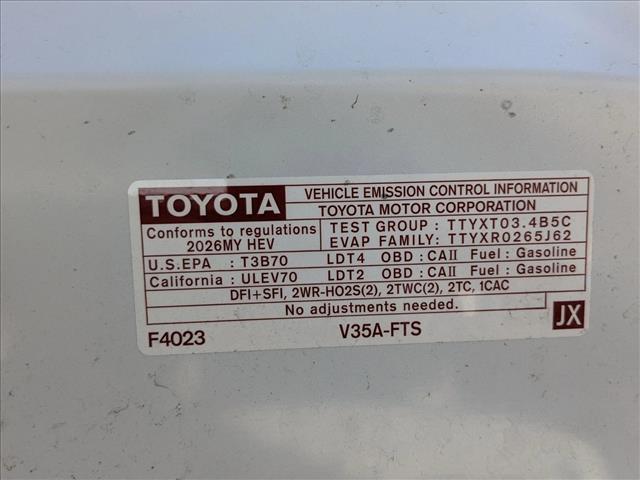 TOYOTA
VEHICLE EMISSION CONTROL INFORMATION
TOYOTA MOTOR CORPORATION
Conforms to regulations
2026MY HEV
TEST GROUP : TTYXT03.4B5C
EVAP FAMILY: TTYXR0265J62
U.S.EPA : T3B70 LDT4 OBD : CAII Fuel : Gasoline
California : ULEV70 LDT2 OBD : CAII Fuel : Gasoline
DFI+SFI, 2WR-HO2S(2), 2TWC(2), 2TC, 1CAC
No adjustments needed.
F4023 V35A-FTS JX